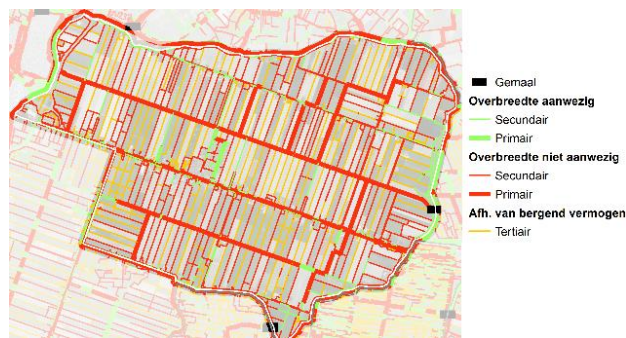 Gemaal
Overbreedte aanwezig
Secundair
Primair
Overbreedte niet aanwezig
Secundair
Primair
Afh. van bergend vermogen
Tertiair